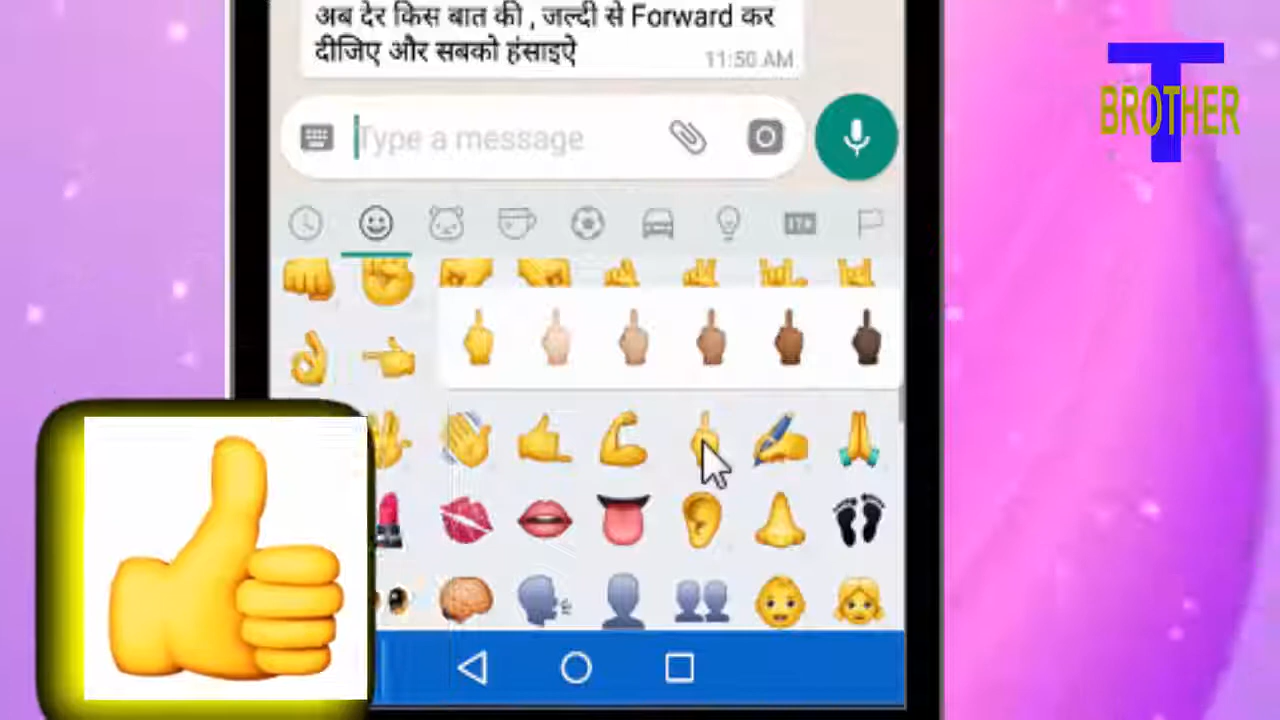 अब देर किस बात की , जल्दी से Forward कर
दीजिए और सबको हंसाइऐ
11:50 AM
Type a message
T
BROTHER